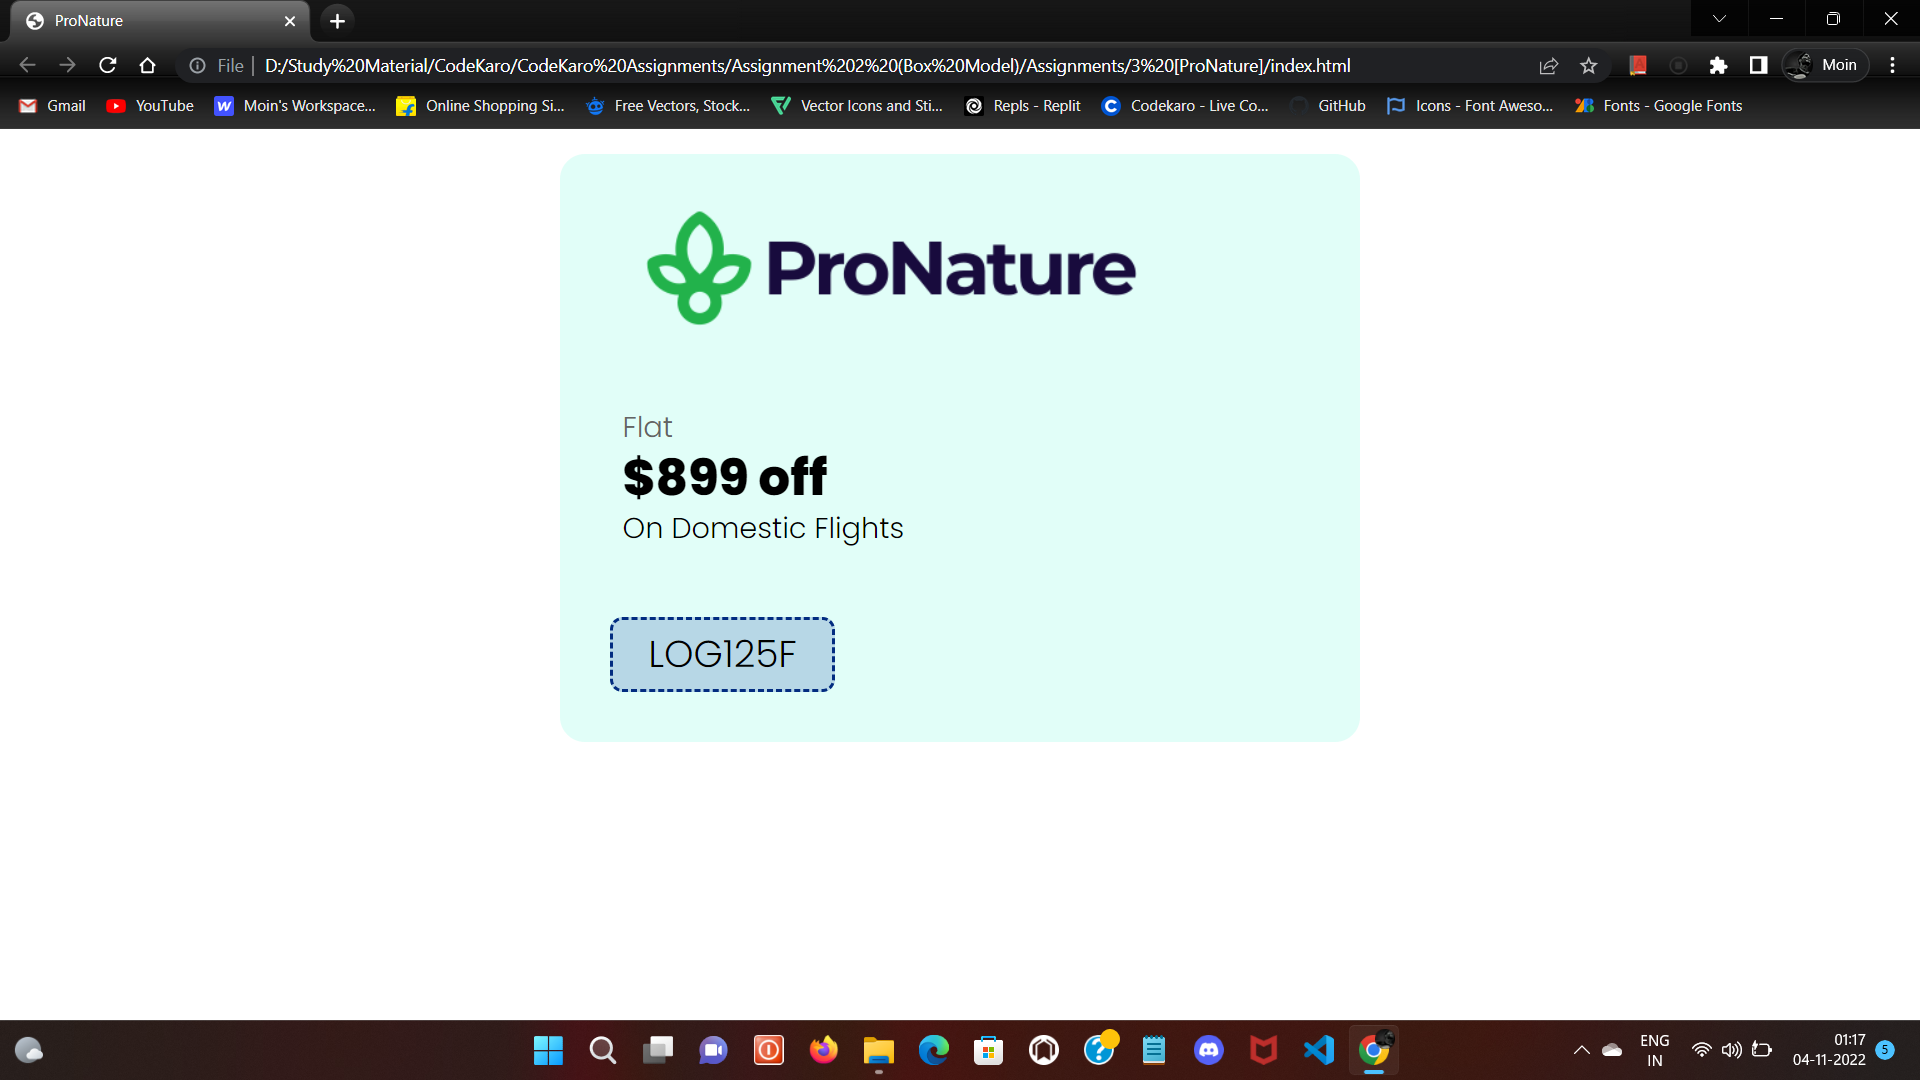 ProNature
File
D:/Study%20Material/CodeKaro/CodeKaro%20Assignments/Assignment%202%20(Box%20Model)/Assignments/3%20[ProNature]/index.html
Moin
Gmail
YouTube
Moin's Workspace...
Online Shopping Si...
Free Vectors, Stock...
Vector Icons and Sti...
Repls - Replit
Codekaro - Live Co...
GitHub
Icons - Font Aweso...
Fonts - Google Fonts
ProNature
Flat
$899 off
On Domestic Flights
LOG125F
ENG
IN
01:17
04-11-2022
5